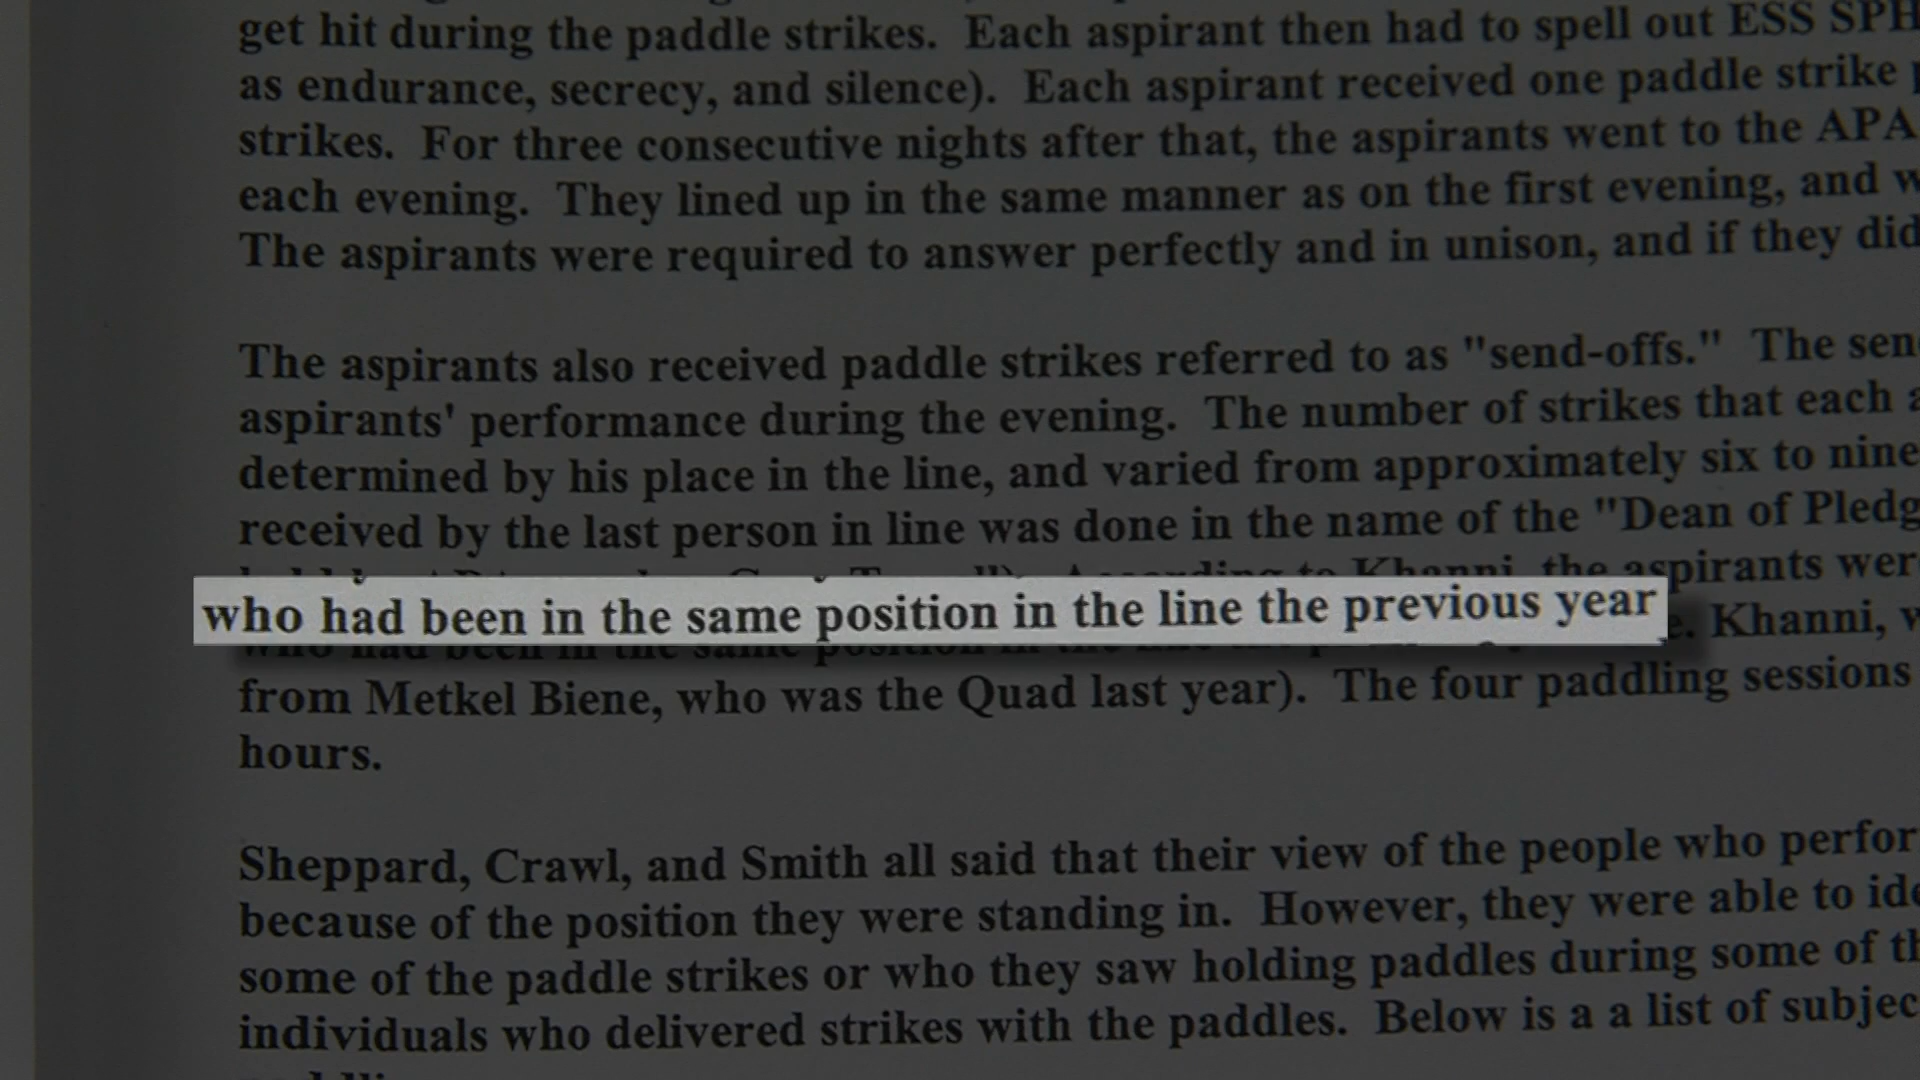 get hit during the paddle strikes. Each aspirant then had to spell out ESS SPH
as endurance, secrecy, and silence). Each aspirant received one paddle strike
strikes. For three consecutive nights after that, the aspirants went to the APA
each evening. They lined up in the same manner as on the first evening, and
The aspirants were required to answer perfectly and in unison, and if they did
The aspirants also received paddle strikes referred to as "send-offs." The
aspirants' performance during the evening. The number of strikes that each
determined by his place in the line, and varied from approximately six to nine
received by the last person in line was done in the name of the "Dean of Pledg
According to Khanni, the aspirants wer
who had been in the same position in the line the previous year
Khanni,
from Metkel Biene, who was the Quad last year). The four paddling sessions
hours.
Sheppard, Crawl, and Smith all said that their view of the people who perfor
because of the position they were standing in. However, they were able to ide
some of the paddle strikes or who they saw holding paddles during some of th
individuals who delivered strikes with the paddles. Below is a a list of subjec